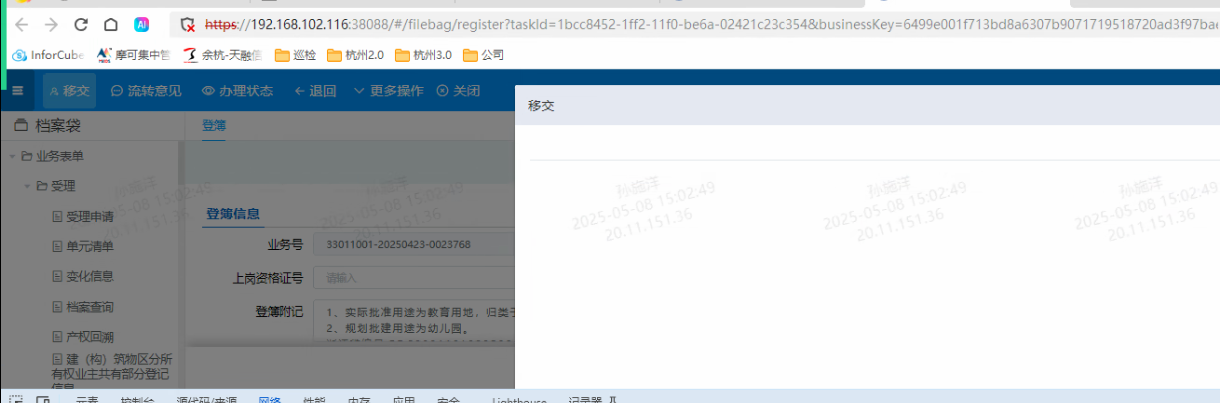 https://192.168.102.116:38088/#/filebag/register?taskId=1bcc8452-1ff2-11f0-be6a-02421c23c354&businessKey=6499e001f713bd8a6307b9071719518720ad3f97bae
InforCube 摩可集中管 余杭-天融信 巡检 杭州2.0 杭州3.0 公司
移交 流转意见 办理状态 退回 更多操作 关闭
移交
档案袋
登簿
业务表单
受理
受理申请
单元清单
变化信息
档案查询
产权回溯
建（构）筑物区分所
有权业主共有部分登记
信息
登簿信息
业务号 33011001-20250423-0023768
上岗资格证号 请输入
登簿附记
1、实际批准用途为教育用地，归类于
2、规划批建用途为幼儿园。
孙施洋
2025-05-08 15:02:49
20.11.151.36
孙施洋
2025-05-08 15:02:49
20.11.151.36
孙施洋
2025-05-08 15:02:49
20.11.151.36
孙施洋
2025-05-08 15:02:49
20.11.151.36
孙施洋
2025-05-08 15:02:49
20.11.151.36
元素 控制台 源代码/来源 网络 性能 内存 应用 安全 Lighthouse 记录器